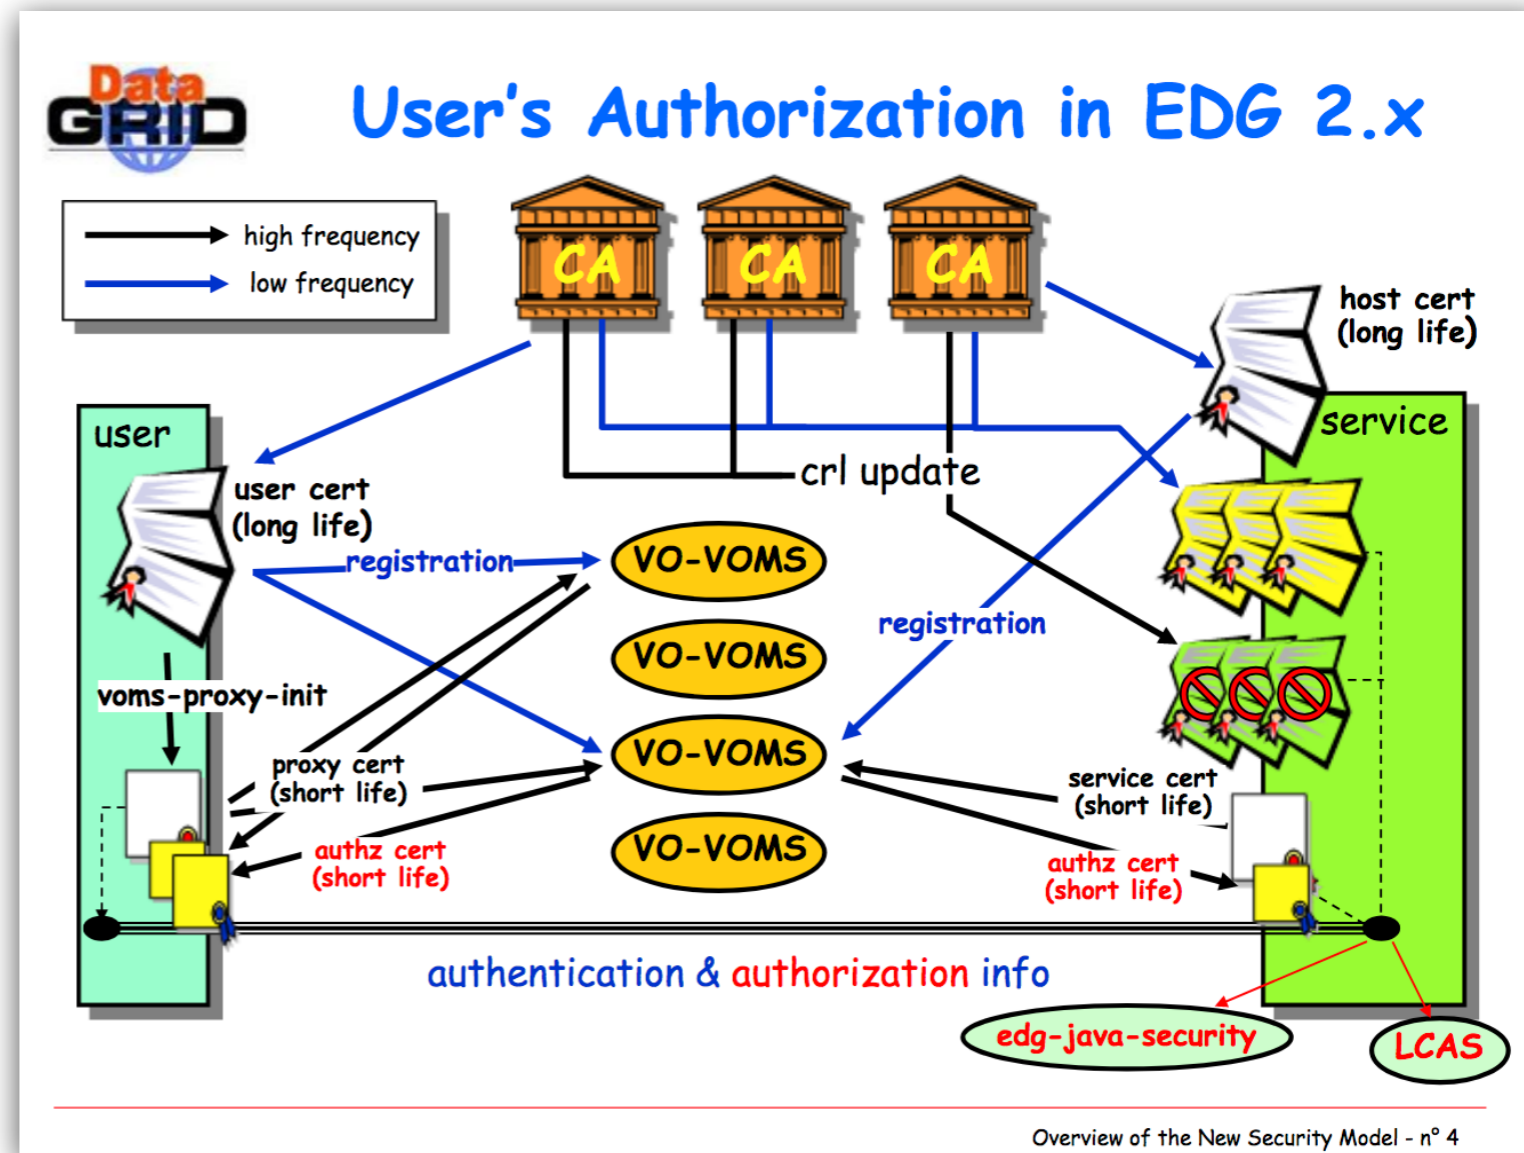 Data
GRID
User's Authorization in EDG 2.x
high frequency
low frequency
CA
CA
CA
host cert
(long life)
user
service
user cert
(long life)
crl update
registration
VO-VOMS
registration
VO-VOMS
voms-proxy-init
VO-VOMS
proxy cert
(short life)
service cert
(short life)
VO-VOMS
authz cert
(short life)
authz cert
(short life)
authentication & authorization info
edg-java-security
LCAS
Overview of the New Security Model - n° 4